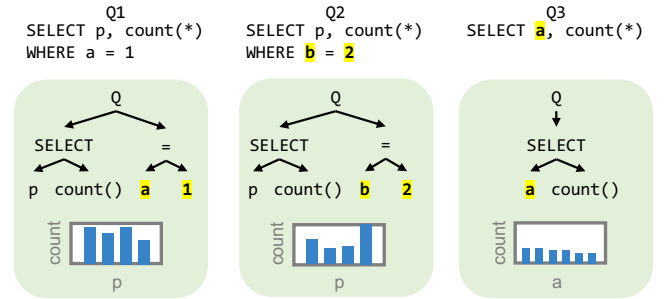 Q1
SELECT p, count(*)
WHERE a = 1
Q
SELECT =
p count() a 1
count
p
Q2
SELECT p, count(*)
WHERE b = 2
Q
SELECT =
p count() b 2
count
p
Q3
SELECT a, count(*)
Q
SELECT
a count()
count
a